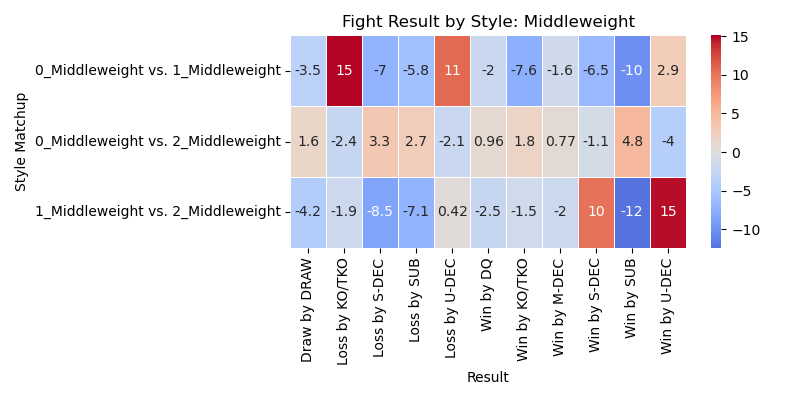 Fight Result by Style: Middleweight
Style Matchup
0_Middleweight vs. 1_Middleweight
-3.5 15 -7 -5.8 11 -2 -7.6 -1.6 -6.5 -10 2.9
0_Middleweight vs. 2_Middleweight
1.6 -2.4 3.3 2.7 -2.1 0.96 1.8 0.77 -1.1 4.8 -4
1_Middleweight vs. 2_Middleweight
-4.2 -1.9 -8.5 -7.1 0.42 -2.5 -1.5 -2 10 -12 15
Draw by DRAW
Loss by KO/TKO
Loss by S-DEC
Loss by SUB
Loss by U-DEC
Win by DQ
Win by KO/TKO
Win by M-DEC
Win by S-DEC
Win by SUB
Win by U-DEC
Result
15
10
5
0
−5
−10